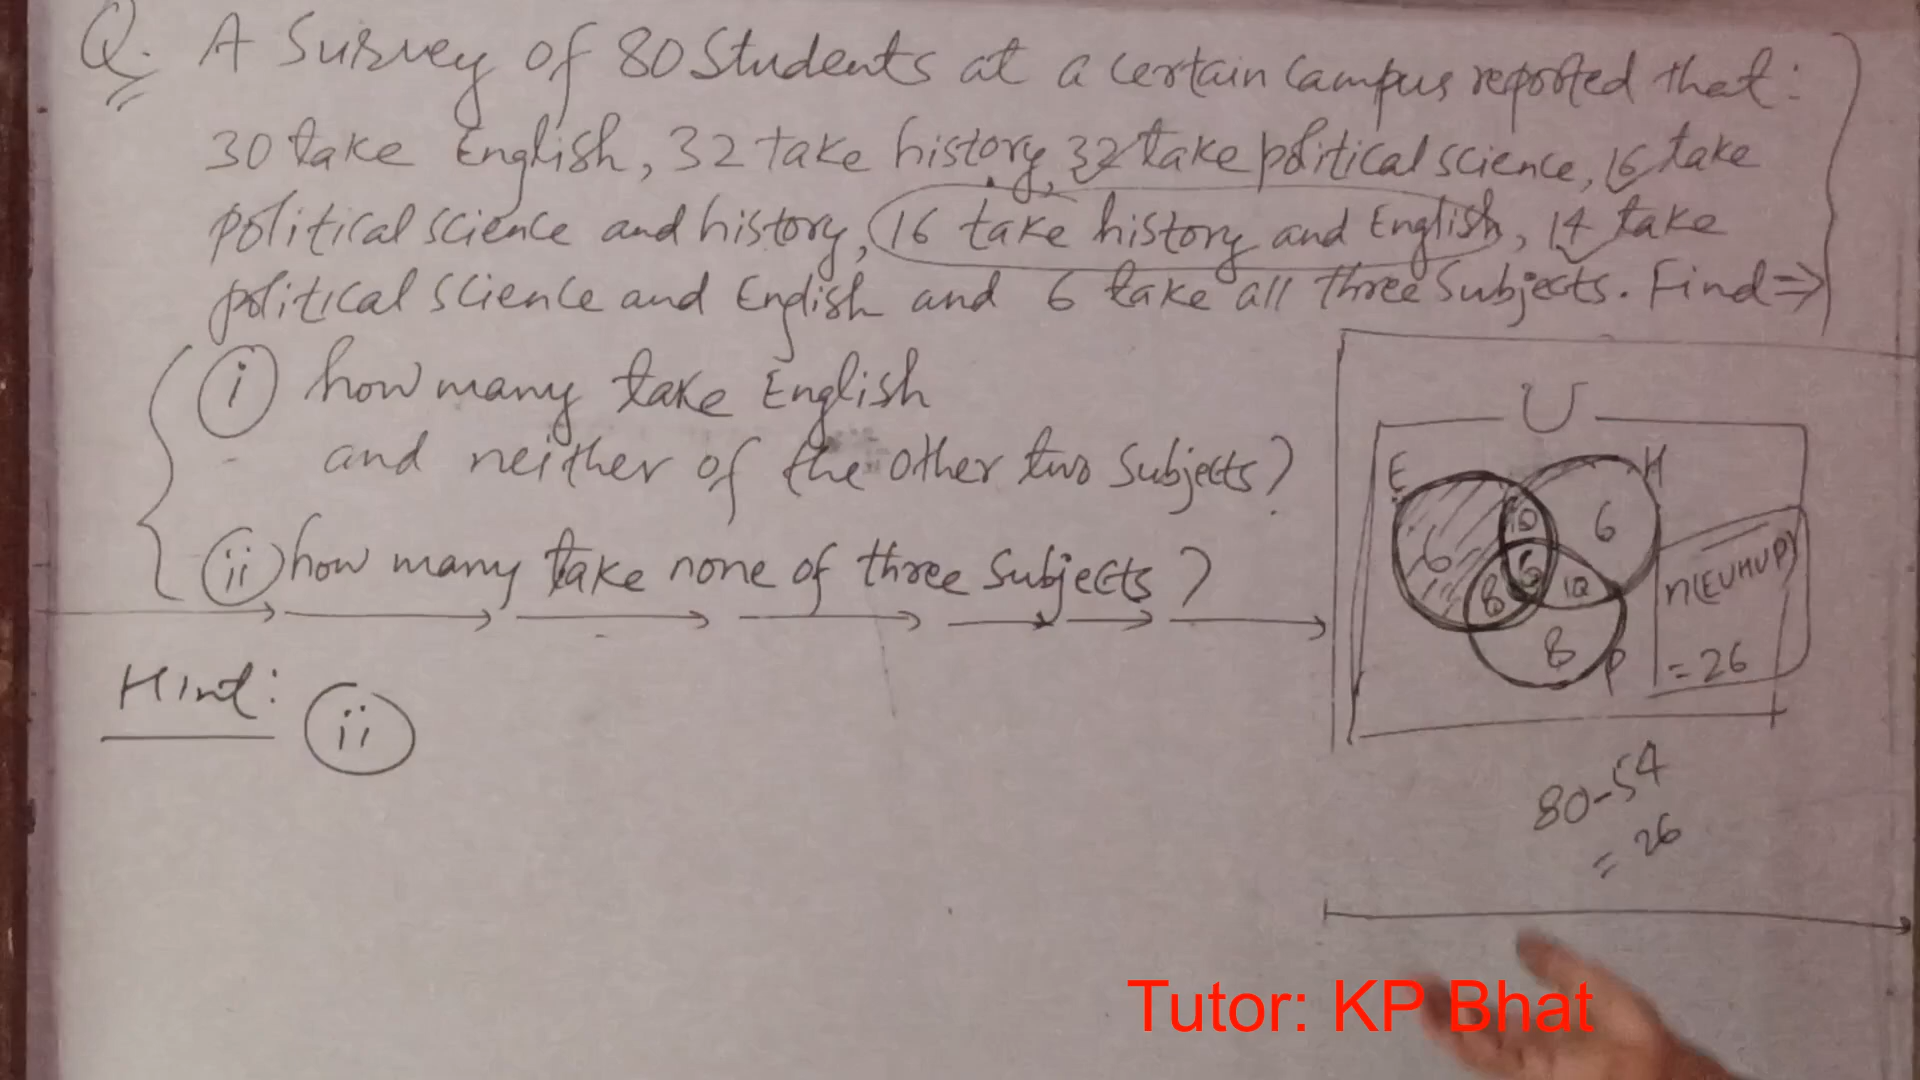 Q. A Survey of 80 Students at a certain campus reported that:
30 take English, 32 take history, 32 take political science, 16 take
political science and history, 16 take history and English, 14 take
political science and English and 6 take all three Subjects. Find ⇒
(i) how many take English
and neither of the other two Subjects?
(ii) how many take none of three Subjects?
Hint: (ii)
U
E H
10 6
6
8 6 10
8 P
n(EUHUP)
= 26
80-54
= 26
Tutor: KP Bhat